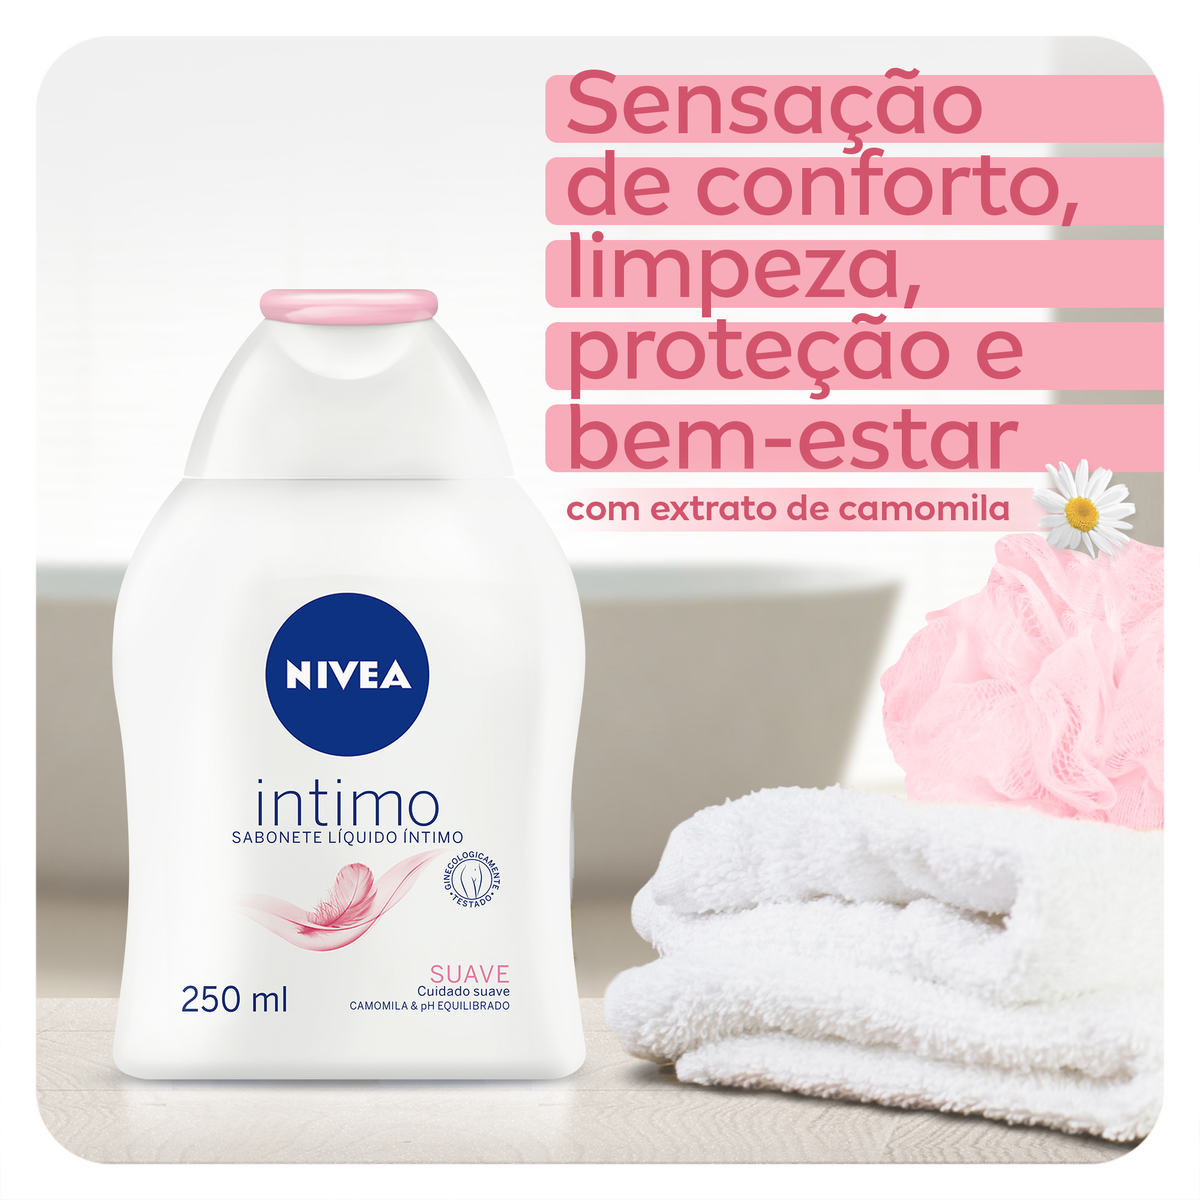 Sensação
de conforto,
limpeza,
proteção e
bem-estar
com extrato de camomila
NIVEA
intimo
SABONETE LÍQUIDO ÍNTIMO
GINECOLOGICAMENTE
• TESTADO •
SUAVE
Cuidado suave
250 ml
CAMOMILA & pH EQUILIBRADO